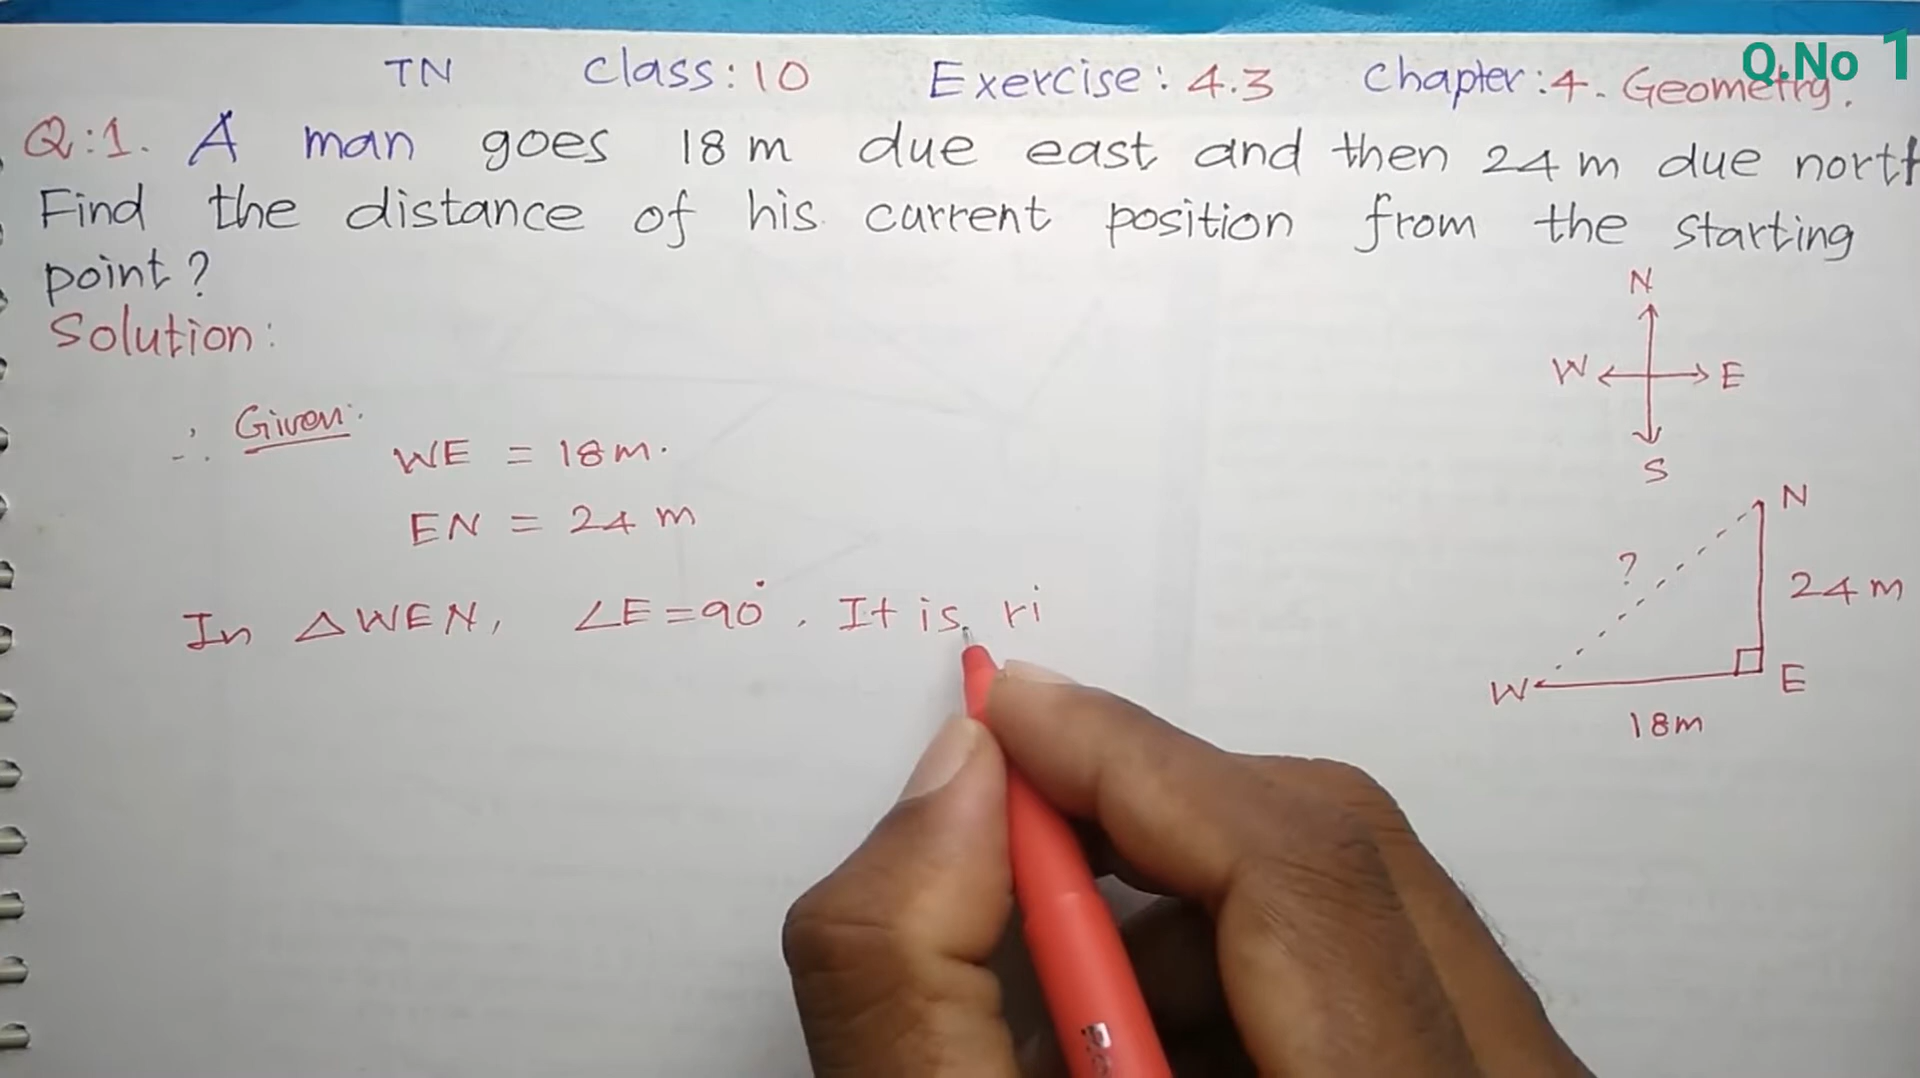 Q.No 1
TN Class:10 Exercise: 4.3 Chapter:4. Geometry.
Q:1. A man goes 18 m due east and then 24 m due nort
Find the distance of his current position from the starting
point?
Solution:
∴ Given:
WE = 18m.
EN = 24 m
In △WEN, ∠E=90°. It is ri
N
W E
S
N
?
24 m
W E
18m